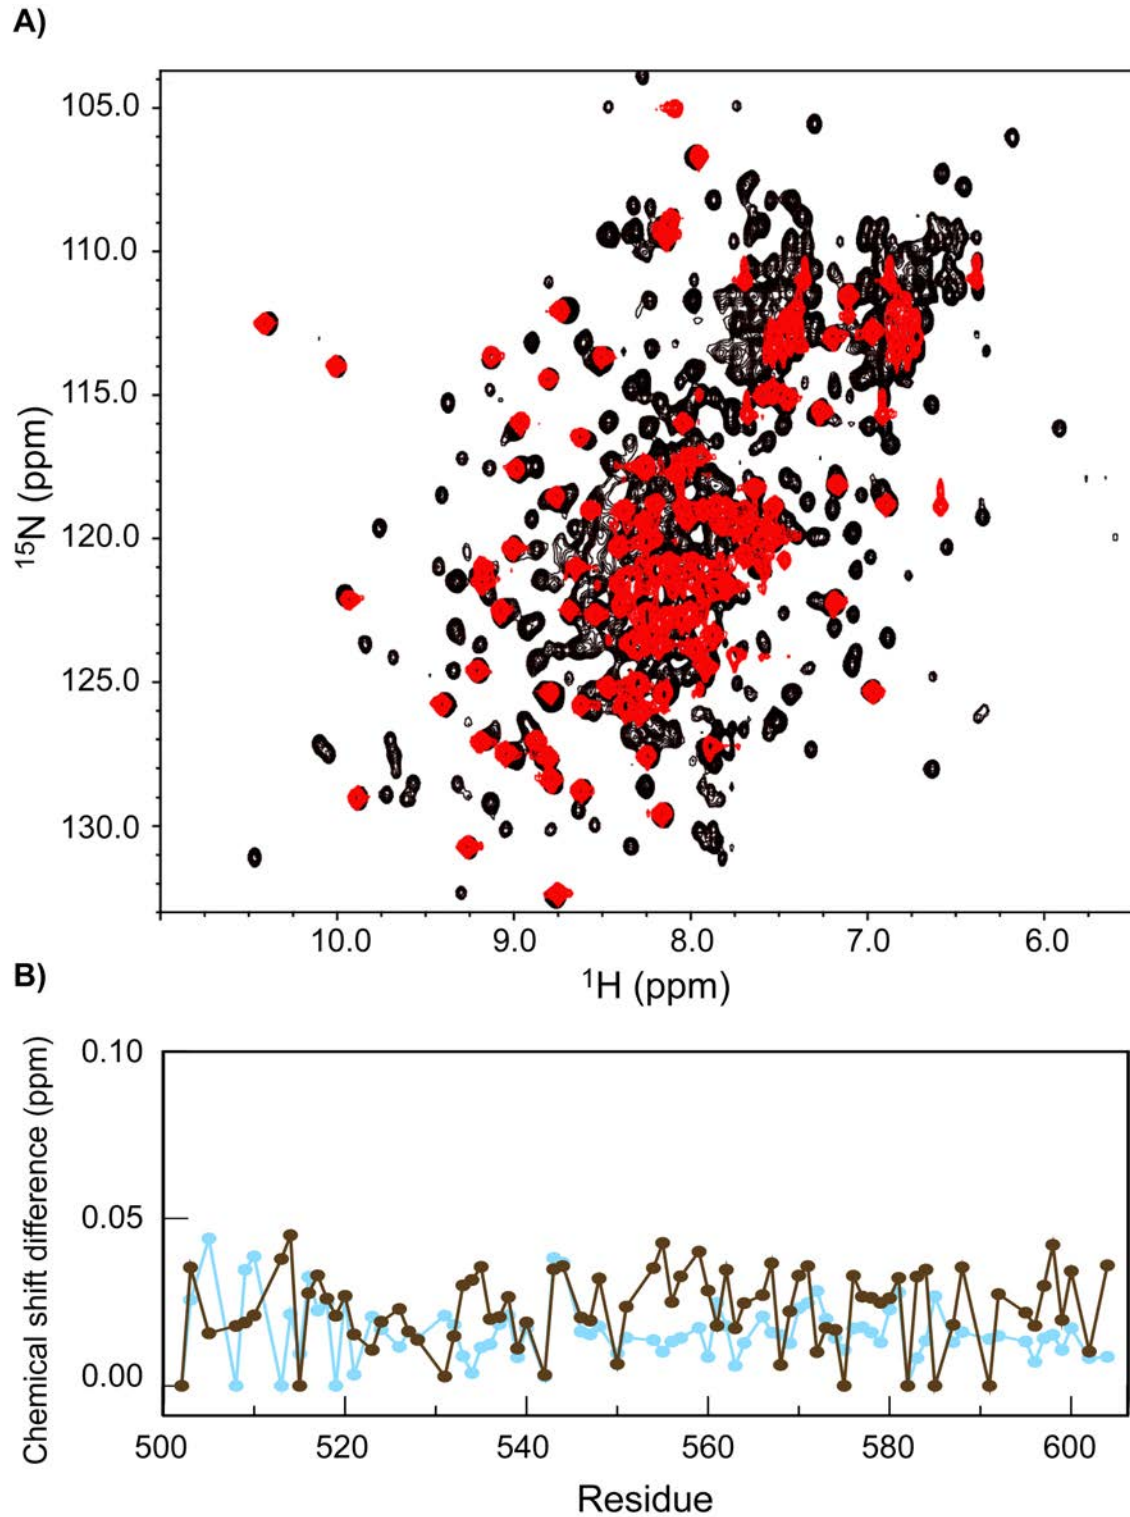 A)
105.0
110.0
115.0
120.0
125.0
130.0
¹⁵N (ppm)
10.0 9.0 8.0 7.0 6.0
¹H (ppm)
B)
0.10
0.05
0.00
Chemical shift difference (ppm)
500 520 540 560 580 600
Residue